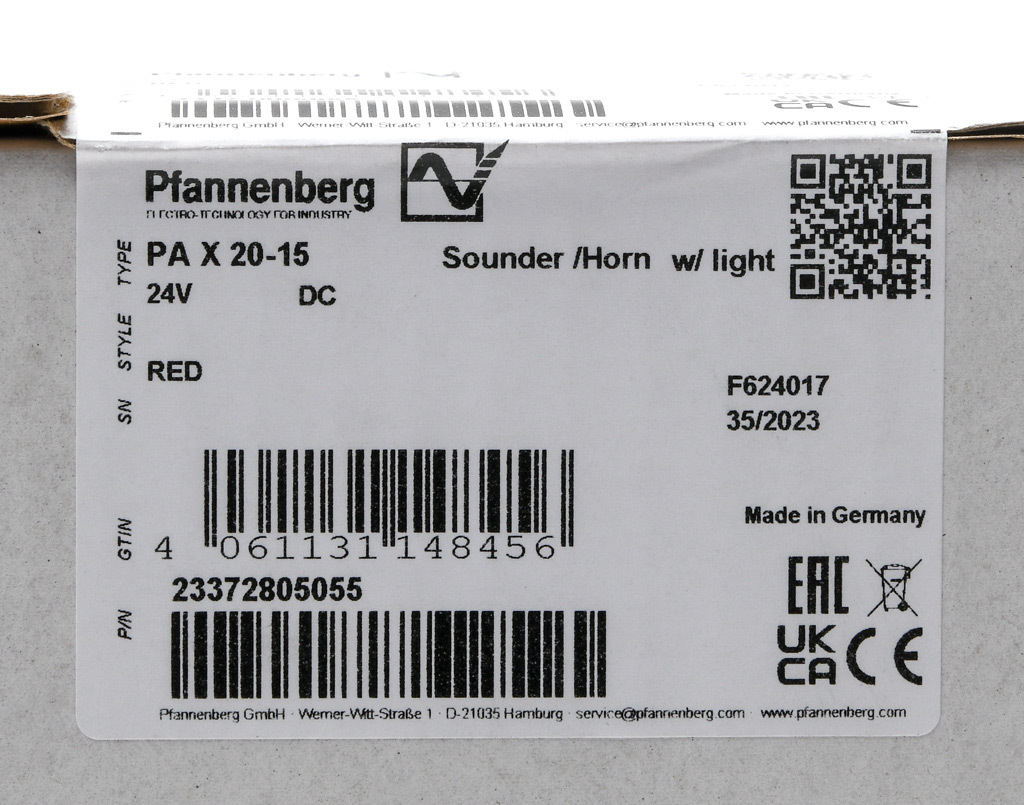 Pfannenberg GmbH · Werner-Witt-Straße 1 · D-21035 Hamburg · service@pfannenberg.com · www.pfannenberg.com
Pfannenberg
ELECTRO-TECHNOLOGY FOR INDUSTRY
TYPE PA X 20-15 Sounder /Horn w/ light
24V DC
STYLE
RED
SN
F624017
35/2023
Made in Germany
GTIN 4 061131 148456
23372805055
P/N
EAC
UK
CA CE
Pfannenberg GmbH · Werner-Witt-Straße 1 · D-21035 Hamburg · service@pfannenberg.com · www.pfannenberg.com